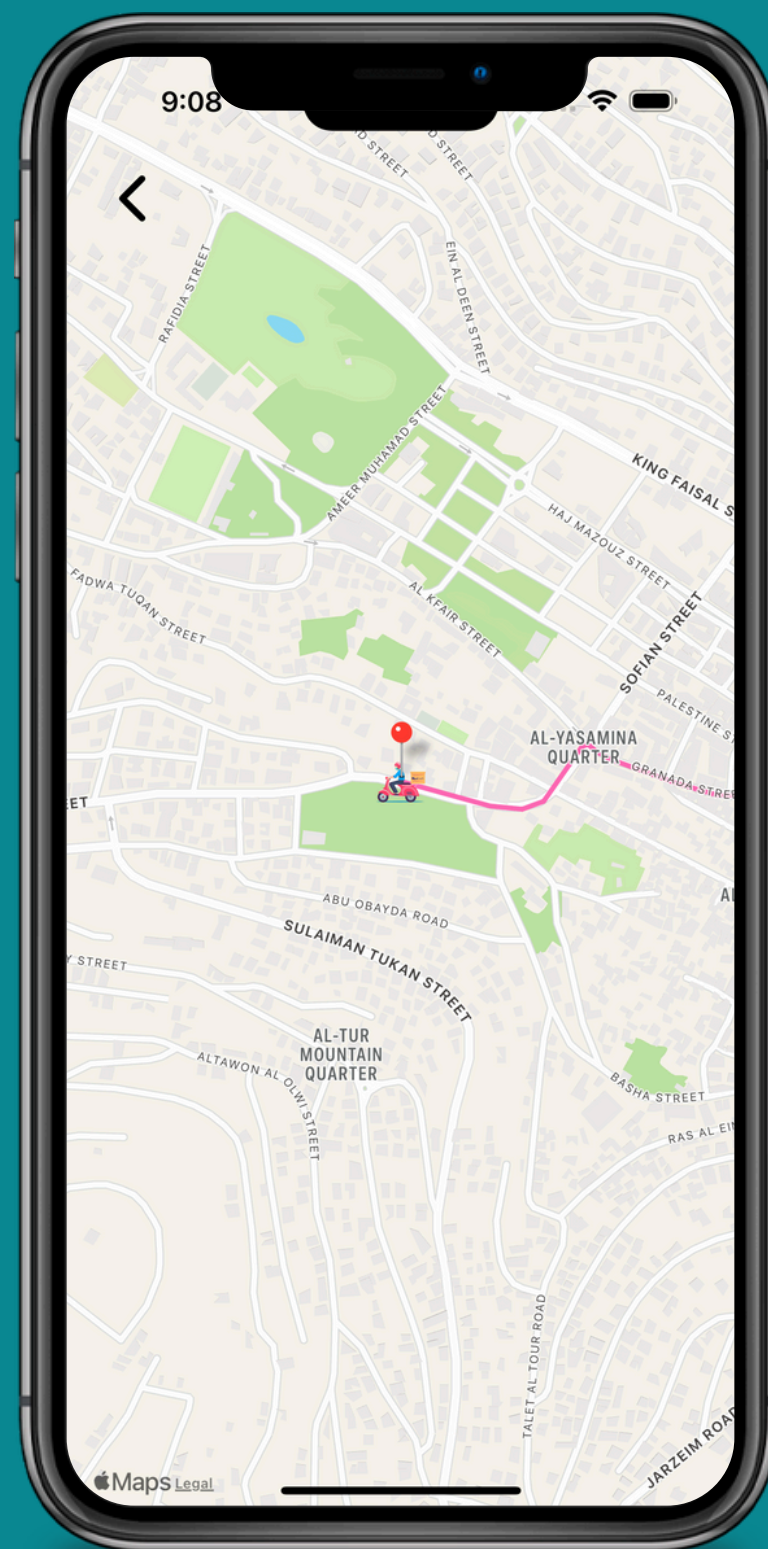 9:08
D STREET
D STREET
EIN AL DEEN STREET
RAFIDIA STREET
AMEER MUHAMAD STREET
KING FAISAL S
HAJ MAZOUZ STREET
FADWA TUQAN STREET
AL KFAIR STREET
SOFIAN STREET
PALESTINE S
AL-YASAMINA
QUARTER
GRANADA STREE
EET
AL
ABU OBAYDA ROAD
SULAIMAN TUKAN STREET
Y STREET
AL-TUR
MOUNTAIN
QUARTER
ALTAWON AL OLWI STREET
BASHA STREET
RAS AL EIN
TALET AL TOUR ROAD
JARZEIM ROAD
Maps Legal